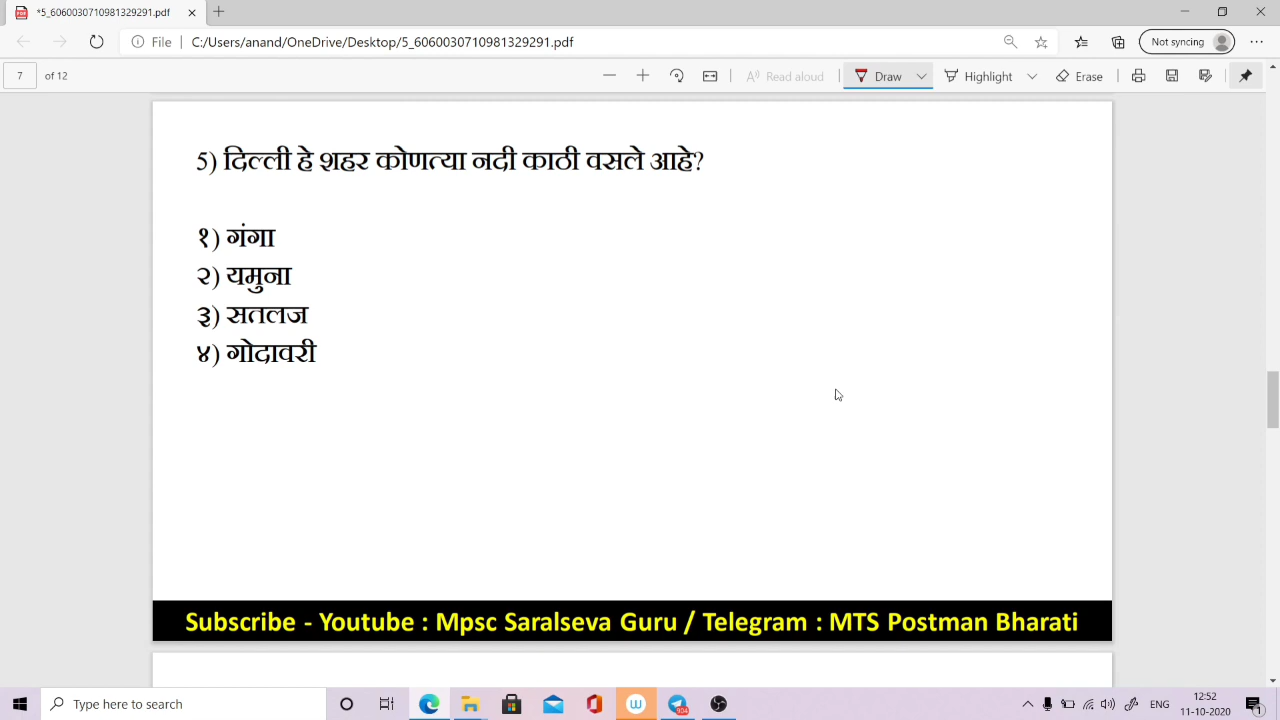 *5_6060030710981329291.pdf
File
C:/Users/anand/OneDrive/Desktop/5_6060030710981329291.pdf
Not syncing
7 of 12
Read aloud
Draw
Highlight
Erase
5) दिल्ली हे शहर कोणत्या नदी काठी वसले आहे?
१) गंगा
२) यमुना
३) सतलज
४) गोदावरी
Subscribe - Youtube : Mpsc Saralseva Guru / Telegram : MTS Postman Bharati
Type here to search
ENG
12:52
11-10-2020